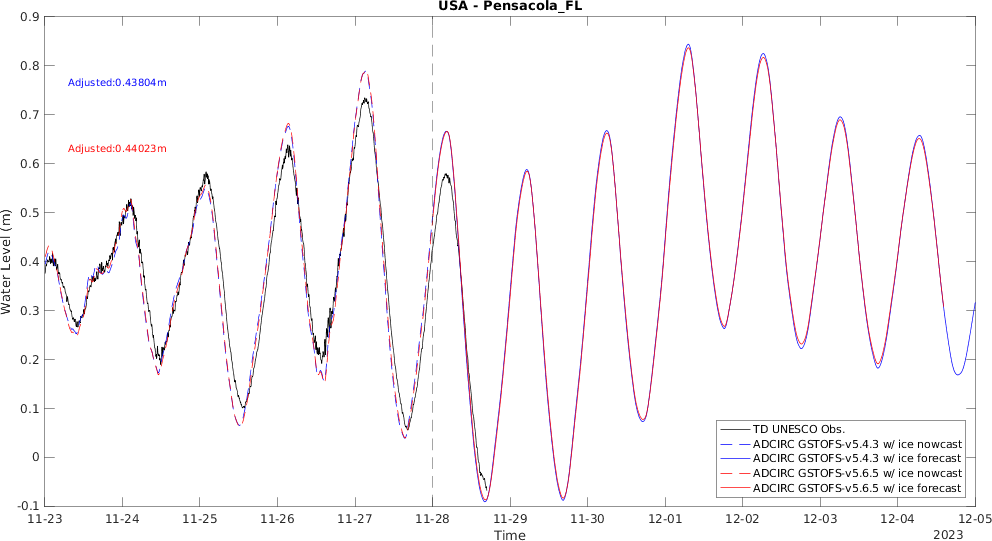 USA - Pensacola_FL
0.9
0.8
0.7
0.6
0.5
0.4
0.3
0.2
0.1
0
-0.1
Water Level (m)
Adjusted:0.43804m
Adjusted:0.44023m
TD UNESCO Obs.
ADCIRC GSTOFS-v5.4.3 w/ ice nowcast
ADCIRC GSTOFS-v5.4.3 w/ ice forecast
ADCIRC GSTOFS-v5.6.5 w/ ice nowcast
ADCIRC GSTOFS-v5.6.5 w/ ice forecast
11-23 11-24 11-25 11-26 11-27 11-28 11-29 11-30 12-01 12-02 12-03 12-04 12-05
Time
2023